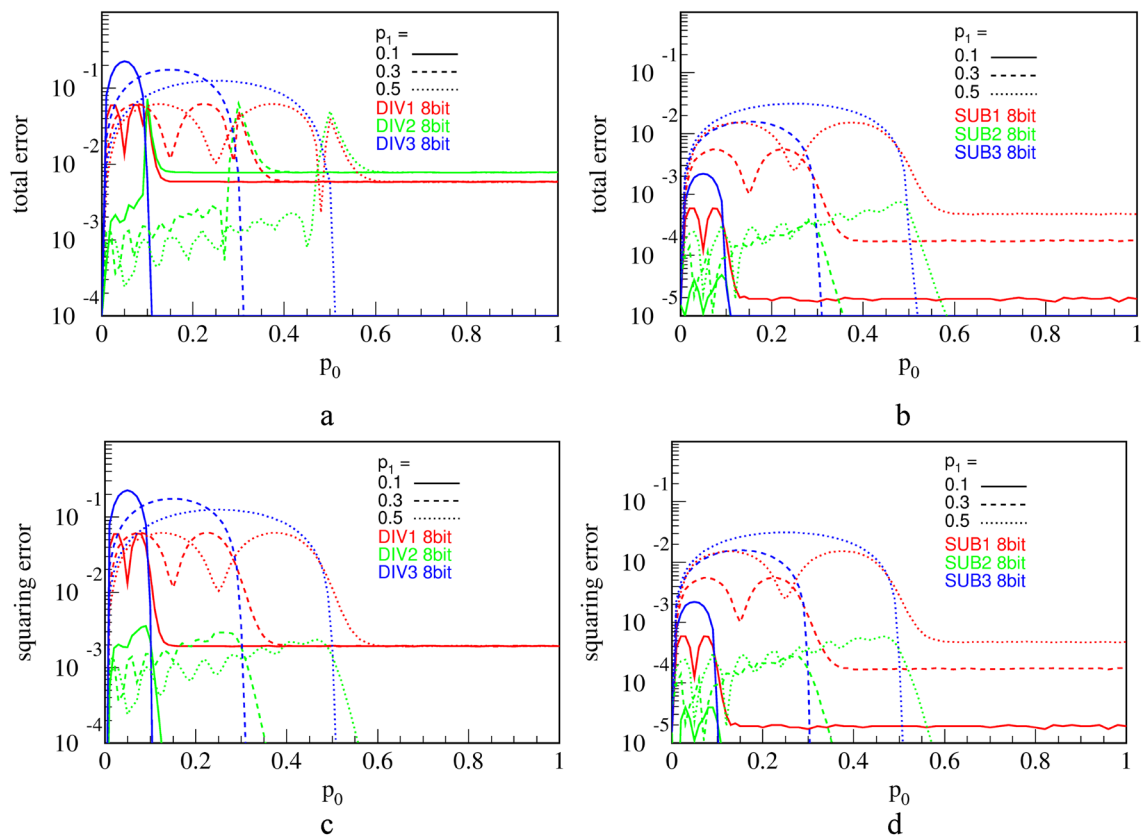 total error
10 -1
10 -2
10 -3
10 -4
0 0.2 0.4 0.6 0.8 1
p0
p1 =
0.1
0.3
0.5
DIV1 8bit
DIV2 8bit
DIV3 8bit
a
total error
10 -1
10 -2
10 -3
10 -4
10 -5
0 0.2 0.4 0.6 0.8 1
p0
p1 =
0.1
0.3
0.5
SUB1 8bit
SUB2 8bit
SUB3 8bit
b
squaring error
10 -1
10 -2
10 -3
10 -4
0 0.2 0.4 0.6 0.8 1
p0
p1 =
0.1
0.3
0.5
DIV1 8bit
DIV2 8bit
DIV3 8bit
c
squaring error
10 -1
10 -2
10 -3
10 -4
10 -5
0 0.2 0.4 0.6 0.8 1
p0
p1 =
0.1
0.3
0.5
SUB1 8bit
SUB2 8bit
SUB3 8bit
d